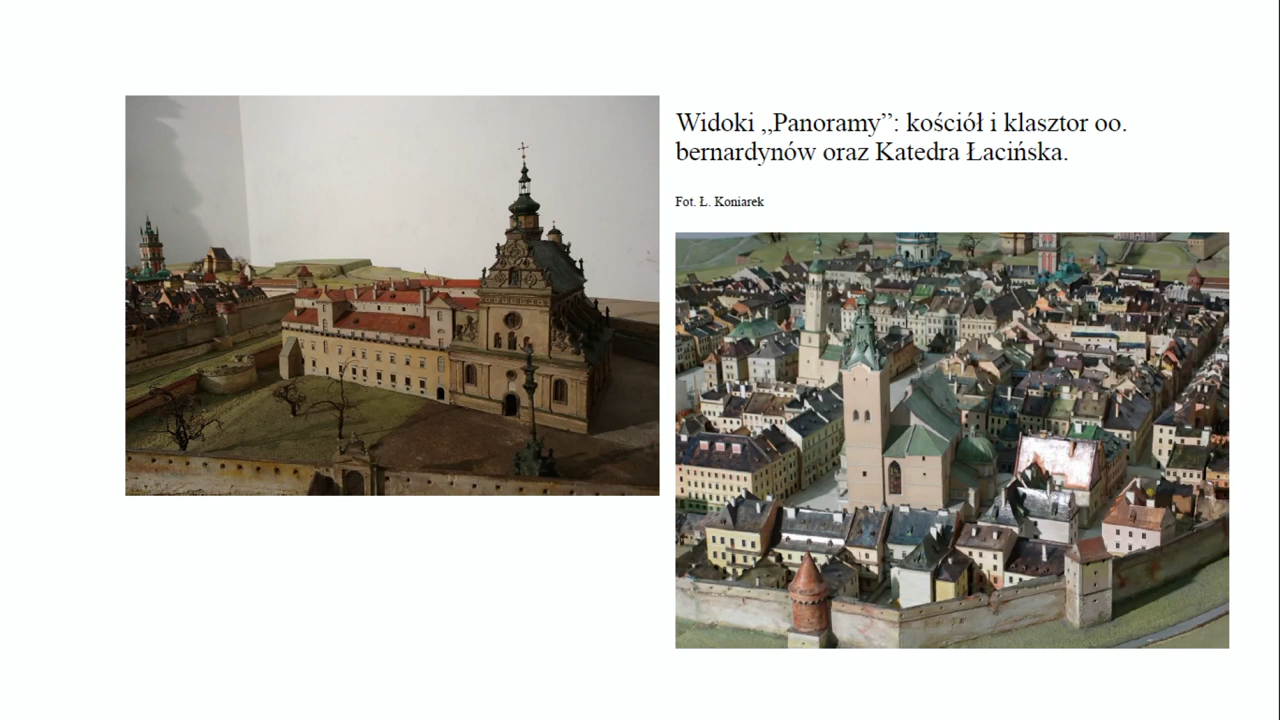 Widoki „Panoramy”: kościół i klasztor oo.
bernardynów oraz Katedra Łacińska.
Fot. Ł. Koniarek